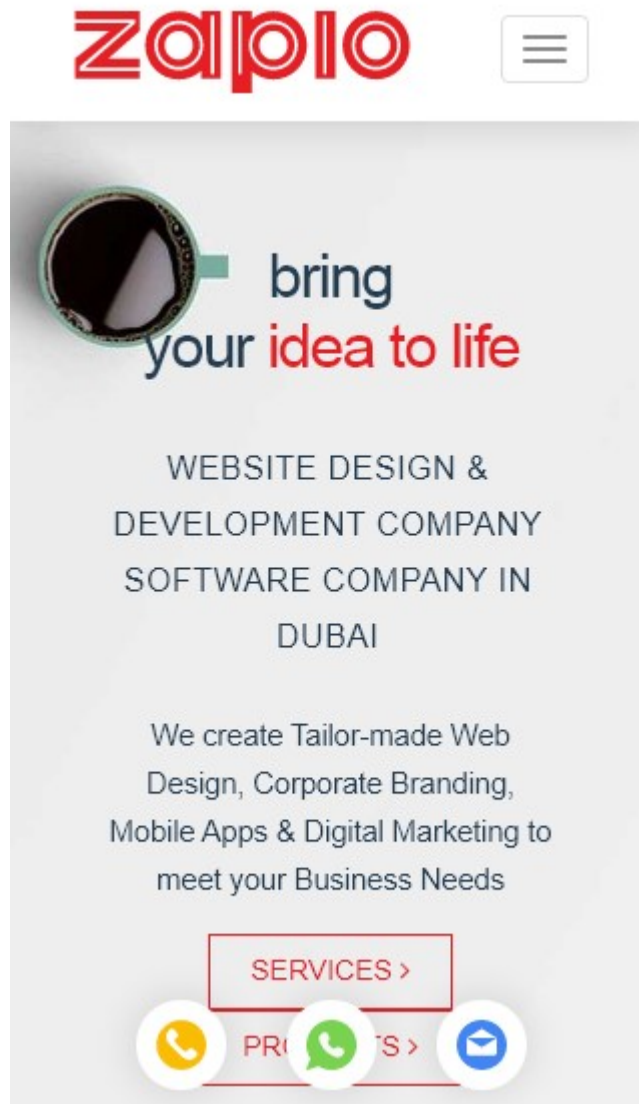 zapio
bring
your idea to life
WEBSITE DESIGN &
DEVELOPMENT COMPANY
SOFTWARE COMPANY IN
DUBAI
We create Tailor-made Web
Design, Corporate Branding,
Mobile Apps & Digital Marketing to
meet your Business Needs
SERVICES >